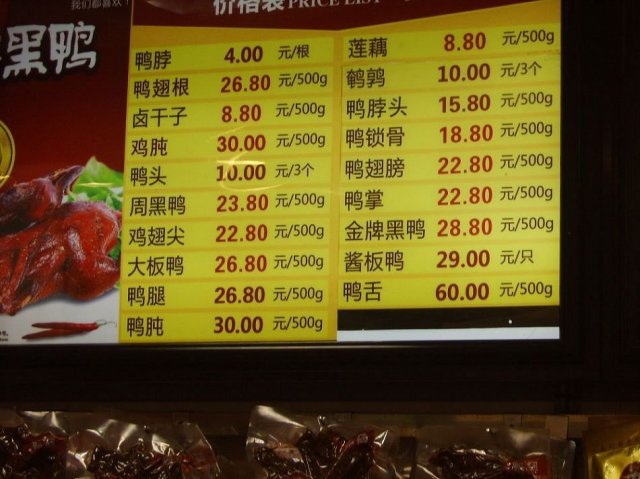 我们都喜欢！
价格表 PRICE LIST
黑鸭
鸭脖 4.00 元/根
鸭翅根 26.80 元/500g
卤干子 8.80 元/500g
鸡肫 30.00 元/500g
鸭头 10.00 元/3个
周黑鸭 23.80 元/500g
鸡翅尖 22.80 元/500g
大板鸭 26.80 元/500g
鸭腿 26.80 元/500g
鸭肫 30.00 元/500g
莲藕 8.80 元/500g
鹌鹑 10.00 元/3个
鸭脖头 15.80 元/500g
鸭锁骨 18.80 元/500g
鸭翅膀 22.80 元/500g
鸭掌 22.80 元/500g
金牌黑鸭 28.80 元/500g
酱板鸭 29.00 元/只
鸭舌 60.00 元/500g